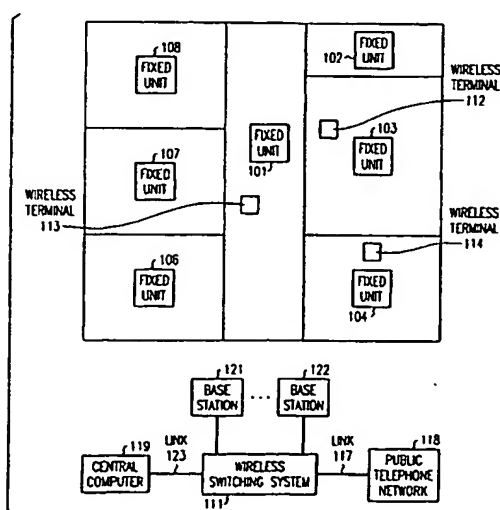 108
FIXED
UNIT
102
FIXED
UNIT
WIRELESS
TERMINAL
112
FIXED
UNIT
101
103
FIXED
UNIT
107
FIXED
UNIT
WIRELESS
TERMINAL
113
WIRELESS
TERMINAL
114
106
FIXED
UNIT
FIXED
UNIT
104
121
BASE
STATION
...
122
BASE
STATION
119
CENTRAL
COMPUTER
LINK
123
WIRELESS
SWITCHING SYSTEM
111
LINK
117
118
PUBLIC
TELEPHONE
NETWORK